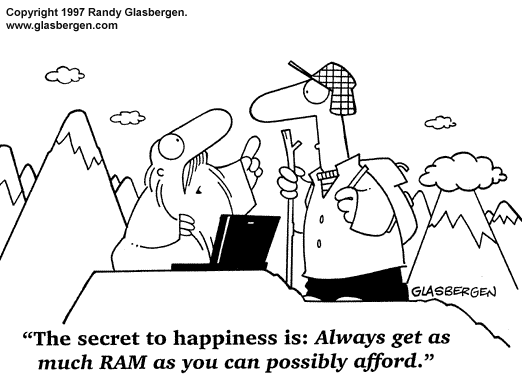 Copyright 1997 Randy Glasbergen.
www.glasbergen.com
GLASBERGEN
“The secret to happiness is: Always get as
much RAM as you can possibly afford.”